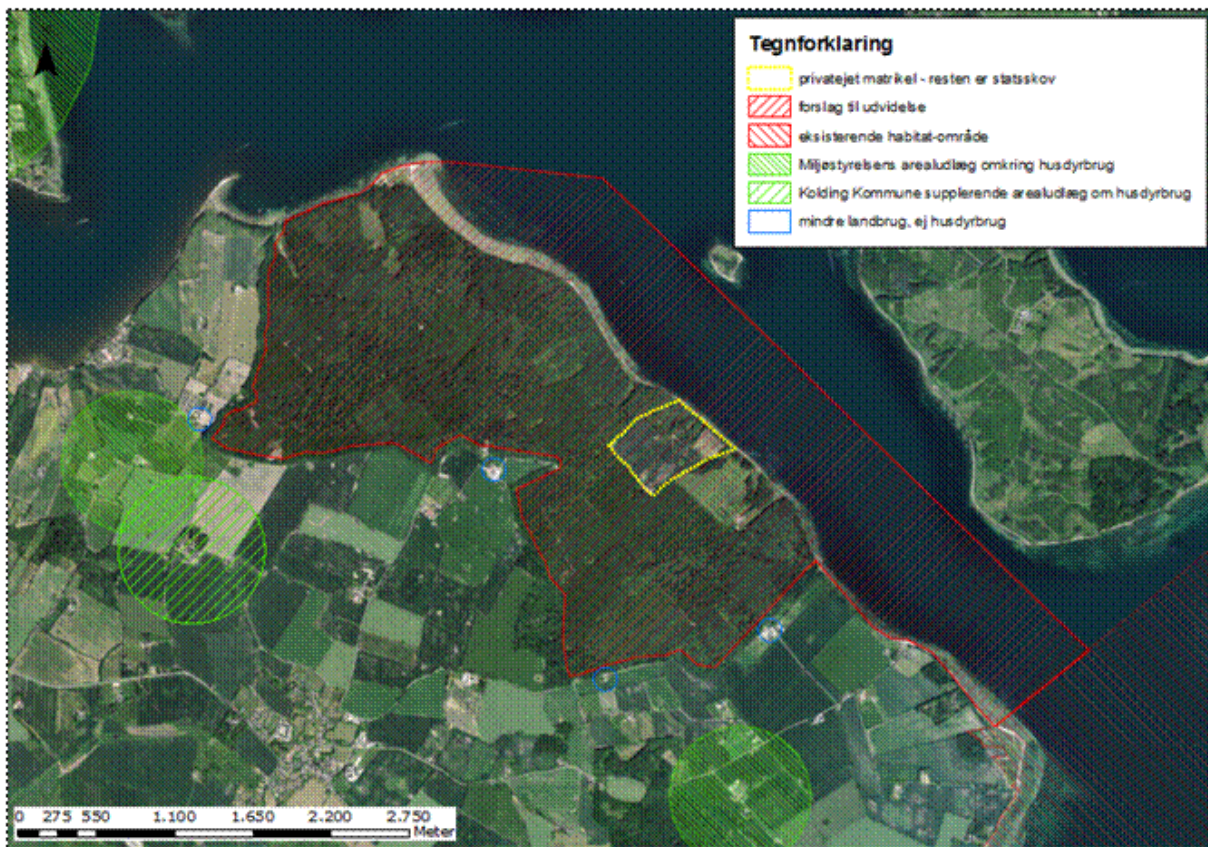 Tegnforklaring
privatejet matrikel - resten er statsskov
forslag til udvidelse
eksisterende habitat-område
Miljøstyrelsens arealudlæg omkring husdyrbrug
Kolding Kommune supplerende arealudlæg om husdyrbrug
mindre landbrug, ej husdyrbrug
0 275 550 1.100 1.650 2.200 2.750
Meter